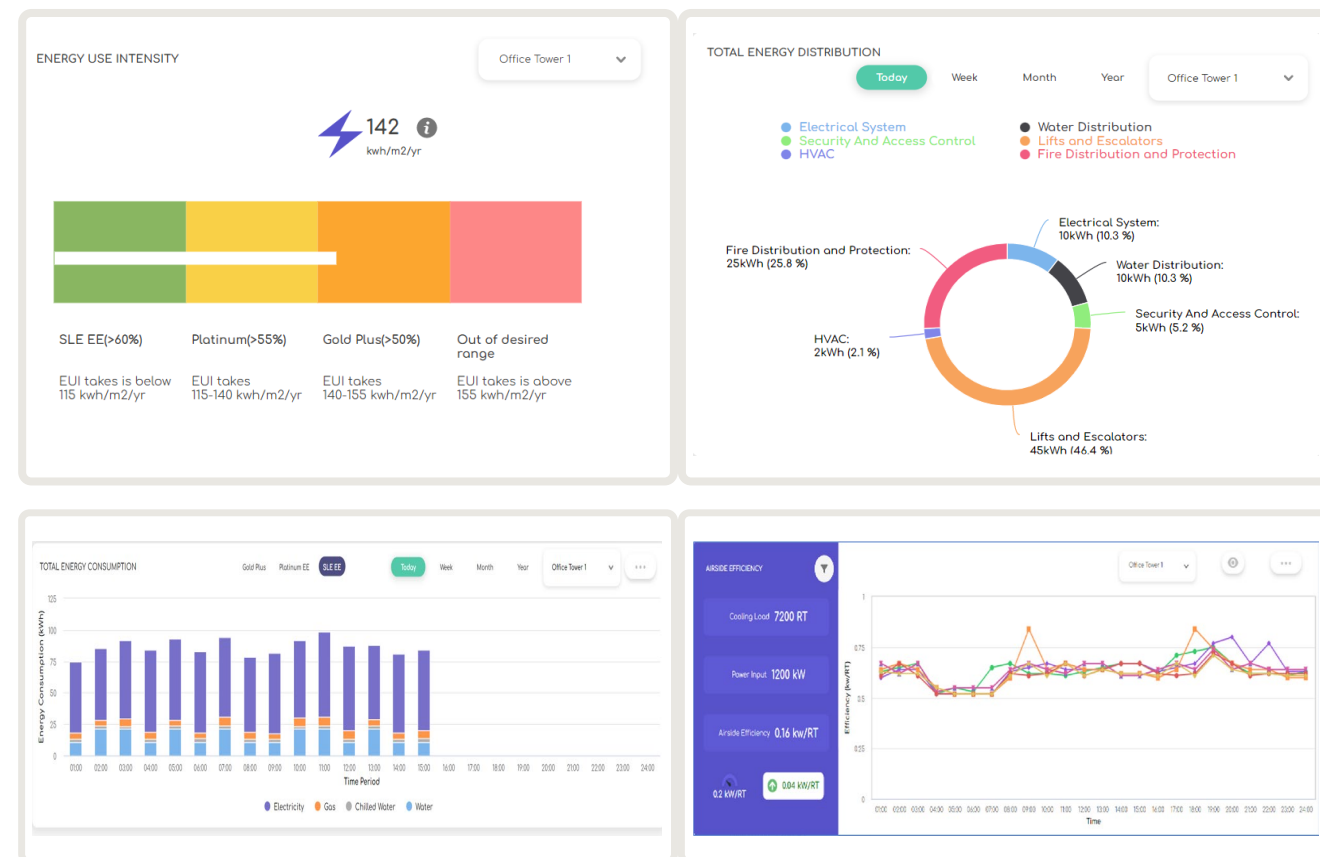 ENERGY USE INTENSITY
Office Tower 1
142
kwh/m2/yr
SLE EE(>60%)
Platinum(>55%)
Gold Plus(>50%)
Out of desired
range
EUI takes is below
115 kwh/m2/yr
EUI takes
115-140 kwh/m2/yr
EUI takes
140-155 kwh/m2/yr
EUI takes is above
155 kwh/m2/yr
TOTAL ENERGY DISTRIBUTION
Today Week Month Year Office Tower 1
Electrical System
Security And Access Control
HVAC
Water Distribution
Lifts and Escalators
Fire Distribution and Protection
Electrical System:
10kWh (10.3 %)
Water Distribution:
10kWh (10.3 %)
Security And Access Control:
5kWh (5.2 %)
Fire Distribution and Protection:
25kWh (25.8 %)
HVAC:
2kWh (2.1 %)
Lifts and Escalators:
45kWh (46.4 %)
TOTAL ENERGY CONSUMPTION
Gold Plus Platinum EE SLE EE Today Week Month Year Office Tower 1
Energy Consumption (kWh)
125
100
75
50
25
0
01:00 02:00 03:00 04:00 05:00 06:00 07:00 08:00 09:00 10:00 11:00 12:00 13:00 14:00 15:00 16:00 17:00 18:00 19:00 20:00 21:00 22:00 23:00 24:00
Time Period
Electricity Gas Chilled Water Water
AIRSIDE EFFICIENCY
Cooling Load 7200 RT
Power Input 1200 kW
Airside Efficiency 0.16 kw/RT
0.2 kW/RT
0.04 kW/RT
Office Tower 1
Efficiency (kw/RT)
1
0.75
0.5
0.25
0
Time